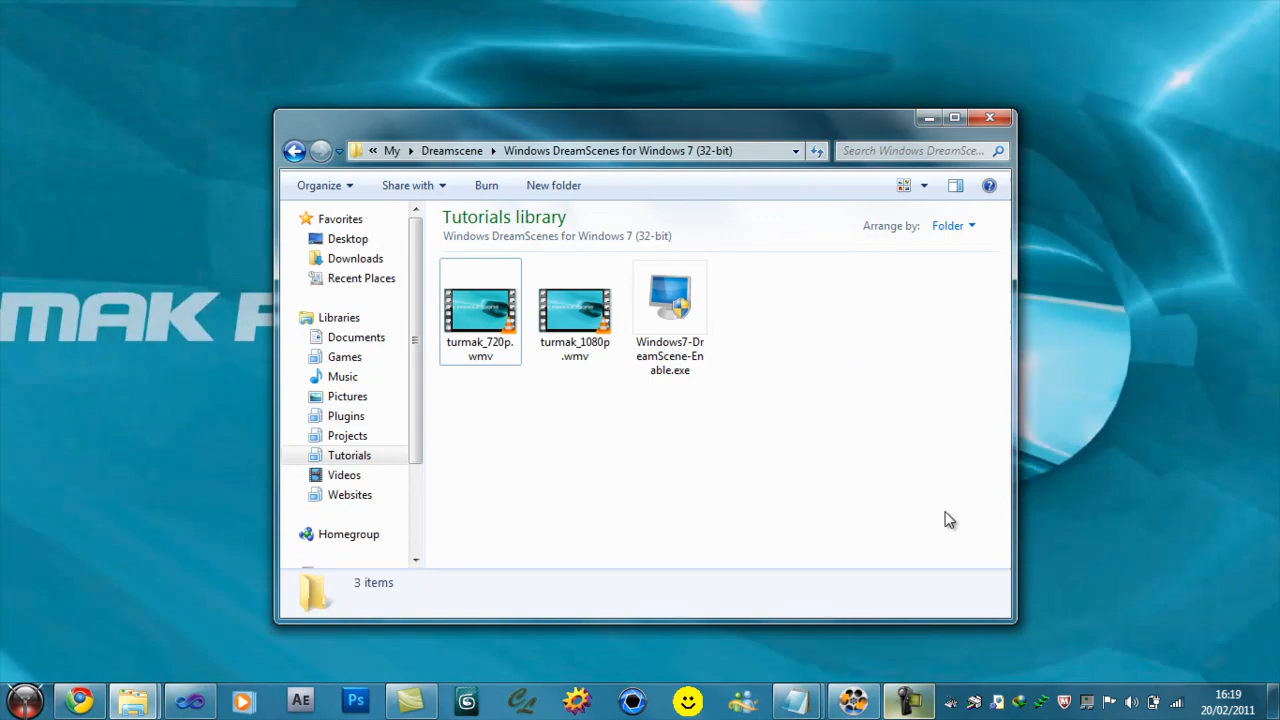 « My ▸ Dreamscene ▸ Windows DreamScenes for Windows 7 (32-bit)
Search Windows DreamSce...
Organize Share with Burn New folder
Favorites
Desktop
Downloads
Recent Places
Libraries
Documents
Games
Music
Pictures
Plugins
Projects
Tutorials
Videos
Websites
Homegroup
Tutorials library
Windows DreamScenes for Windows 7 (32-bit)
Arrange by: Folder
turmak_720p.
wmv
turmak_1080p
.wmv
Windows7-Dr
eamScene-En
able.exe
3 items
MAK
Ae
Ps
16:19
20/02/2011